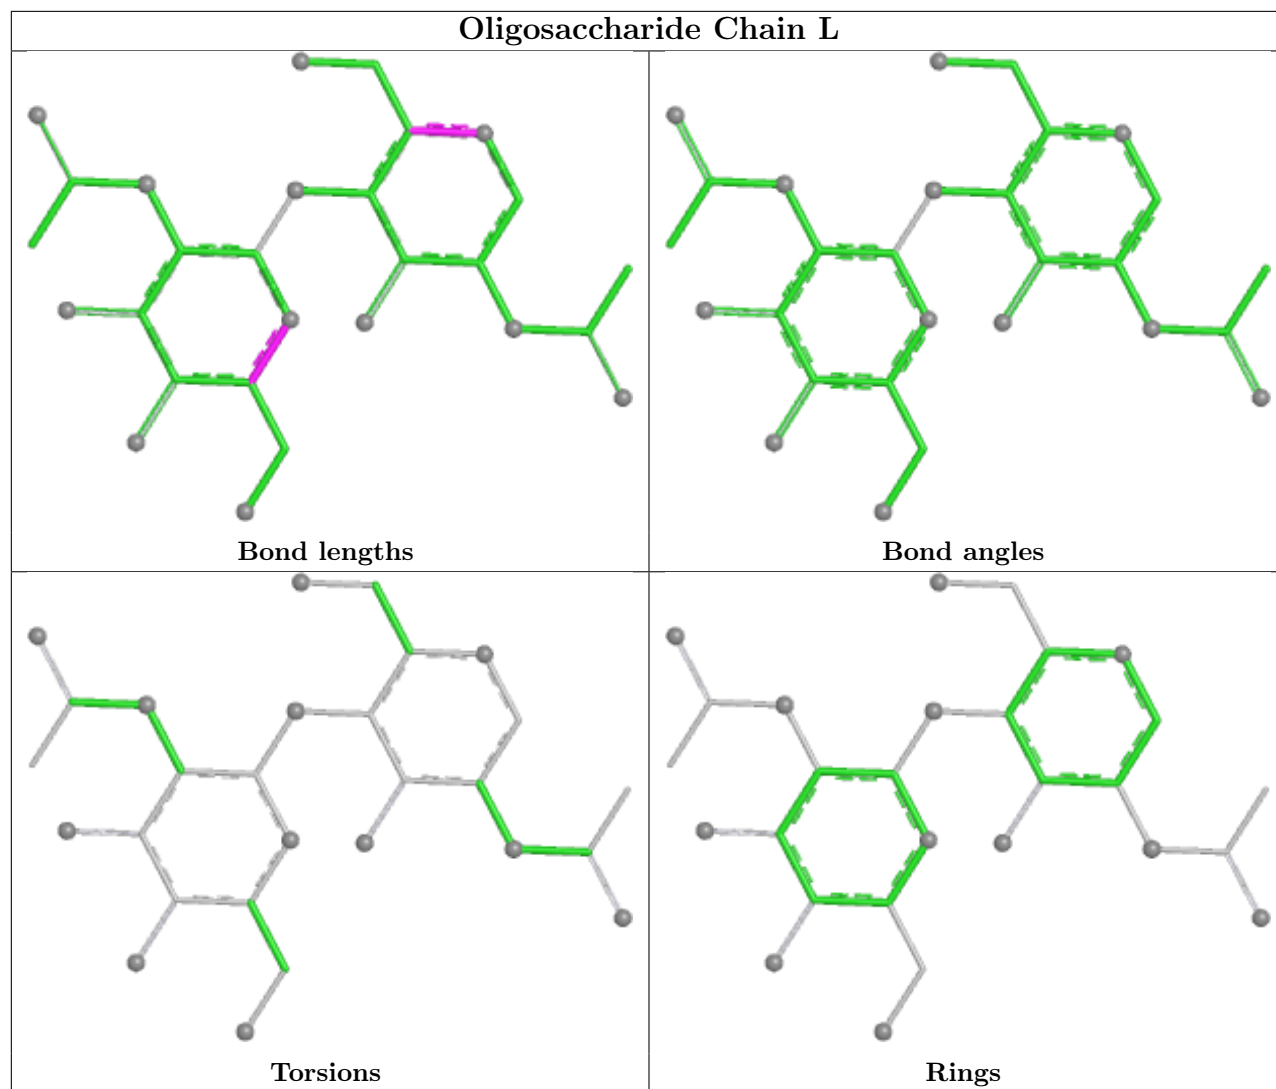 Oligosaccharide Chain L
Bond lengths
Bond angles
Torsions
Rings